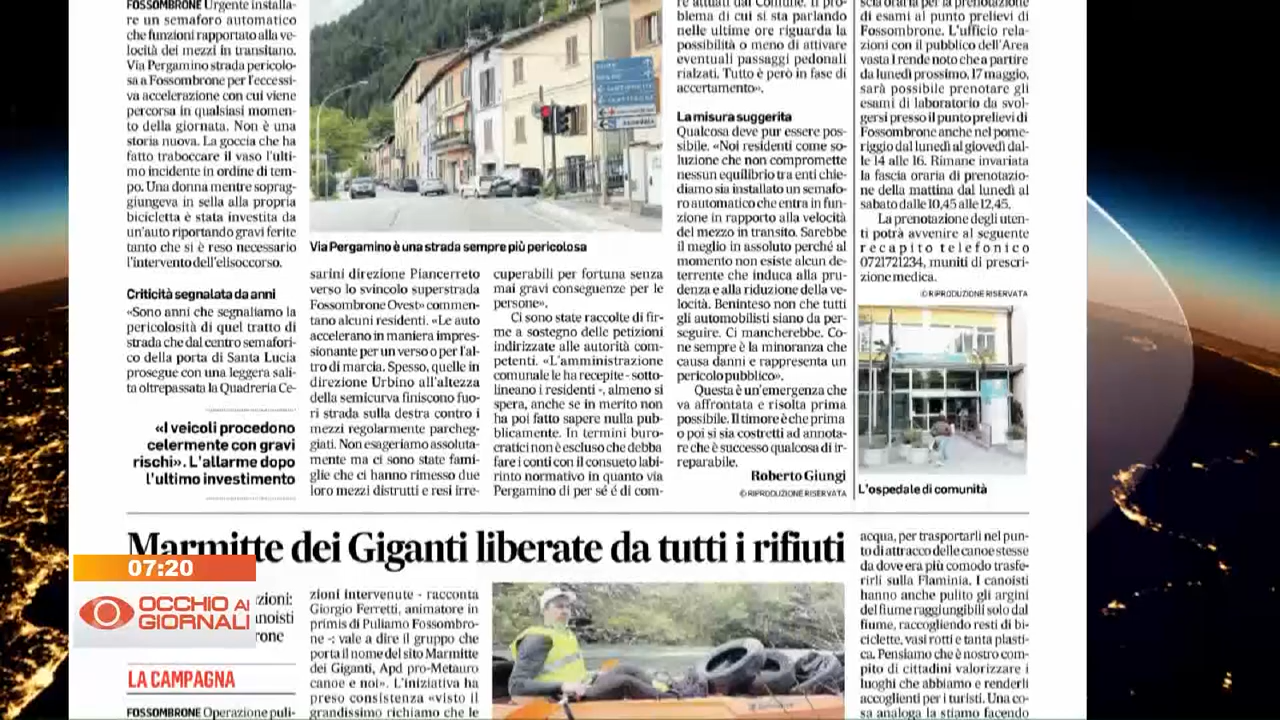 FOSSOMBRONE Urgente installa-
re un semaforo automatico
che funzioni rapportato alla ve-
locità dei mezzi in transitano.
Via Pergamino strada pericolo-
sa a Fossombrone per l'eccessi-
va accelerazione con cui viene
percorsa in qualsiasi momen-
to della giornata. Non è una
storia nuova. La goccia che ha
fatto traboccare il vaso l'ulti-
mo incidente in ordine di tem-
po. Una donna mentre soprag-
giungeva in sella alla propria
bicicletta è stata investita da
un'auto riportando gravi ferite
tanto che si è reso necessario
l'intervento dell'elisoccorso.
Criticità segnalata da anni
«Sono anni che segnaliamo la
pericolosità di quel tratto di
strada che dal centro semafori-
co della porta di Santa Lucia
prosegue con una leggera sali-
ta oltrepassata la Quadreria Ce-
«I veicoli procedono
celermente con gravi
rischi». L'allarme dopo
l'ultimo investimento
Via Pergamino è una strada sempre più pericolosa
sarini direzione Piancerreto
verso lo svincolo superstrada
Fossombrone Ovest» commen-
tano alcuni residenti. «Le auto
accelerano in maniera impres-
sionante per un verso o per l'al-
tro di marcia. Spesso, quelle in
direzione Urbino all'altezza
della semicurva finiscono fuo-
ri strada sulla destra contro i
mezzi regolarmente parcheg-
giati. Non esageriamo assoluta-
mente ma ci sono state fami-
glie che ci hanno rimesso due
loro mezzi distrutti e resi irre-
cuperabili per fortuna senza
mai gravi conseguenze per le
persone».
Ci sono state raccolte di fir-
me a sostegno delle petizioni
indirizzate alle autorità com-
petenti. «L'amministrazione
comunale le ha recepite - sotto-
lineano i residenti -, almeno si
spera, anche se in merito non
ha poi fatto sapere nulla pub-
blicamente. In termini buro-
cratici non è escluso che debba
fare i conti con il consueto labi-
rinto normativo in quanto via
Pergamino di per sé é di com-
re attuati dal Comune. Il pro-
blema di cui si sta parlando
nelle ultime ore riguarda la
possibilità o meno di attivare
eventuali passaggi pedonali
rialzati. Tutto è però in fase di
accertamento».
La misura suggerita
Qualcosa deve pur essere pos-
sibile. «Noi residenti come so-
luzione che non compromette
nessun equilibrio tra enti chie-
diamo sia installato un semafo-
ro automatico che entra in fun-
zione in rapporto alla velocità
del mezzo in transito. Sarebbe
il meglio in assoluto perché al
momento non esiste alcun de-
terrente che induca alla pru-
denza e alla riduzione della ve-
locità. Beninteso non che tutti
gli automobilisti siano da per-
seguire. Ci mancherebbe. Co-
me sempre è la minoranza che
causa danni e rappresenta un
pericolo pubblico».
Questa è un'emergenza che
va affrontata e risolta prima
possibile. Il timore è che prima
o poi si sia costretti ad annota-
re che è successo qualcosa di ir-
reparabile.
Roberto Giungi
© RIPRODUZIONE RISERVATA
scia oraria per la prenotazione
di esami al punto prelievi di
Fossombrone. L'ufficio rela-
zioni con il pubblico dell'Area
vasta 1 rende noto che a partire
da lunedì prossimo, 17 maggio,
sarà possibile prenotare gli
esami di laboratorio da svol-
gersi presso il punto prelievi di
Fossombrone anche nel pome-
riggio dal lunedì al giovedì dal-
le 14 alle 16. Rimane invariata
la fascia oraria di prenotazio-
ne della mattina dal lunedì al
sabato dalle 10,45 alle 12,45.
La prenotazione degli uten-
ti potrà avvenire al seguente
recapito telefonico
0721721234, muniti di prescri-
zione medica.
© RIPRODUZIONE RISERVATA
L'ospedale di comunità
Marmitte dei Giganti liberate da tutti i rifiuti
07:20
OCCHIO AI
GIORNALI
zioni:
anoisti
rone
LA CAMPAGNA
FOSSOMBRONE Operazione puli-
zioni intervenute - racconta
Giorgio Ferretti, animatore in
primis di Puliamo Fossombro-
ne -: vale a dire il gruppo che
porta il nome del sito Marmitte
dei Giganti, Apd pro-Metauro
canoe e noi». L'iniziativa ha
preso consistenza «visto il
grandissimo richiamo che le
acqua, per trasportarli nel pun-
to di attracco delle canoe stesse
da dove era più comodo trasfe-
rirli sulla Flaminia. I canoisti
hanno anche pulito gli argini
del fiume raggiungibili solo dal
fiume, raccogliendo resti di bi-
ciclette, vasi rotti e tanta plasti-
ca. Pensiamo che è nostro com-
pito di cittadini valorizzare i
luoghi che abbiamo e renderli
accoglienti per i turisti. Una co-
sa analoga la stiamo facendo